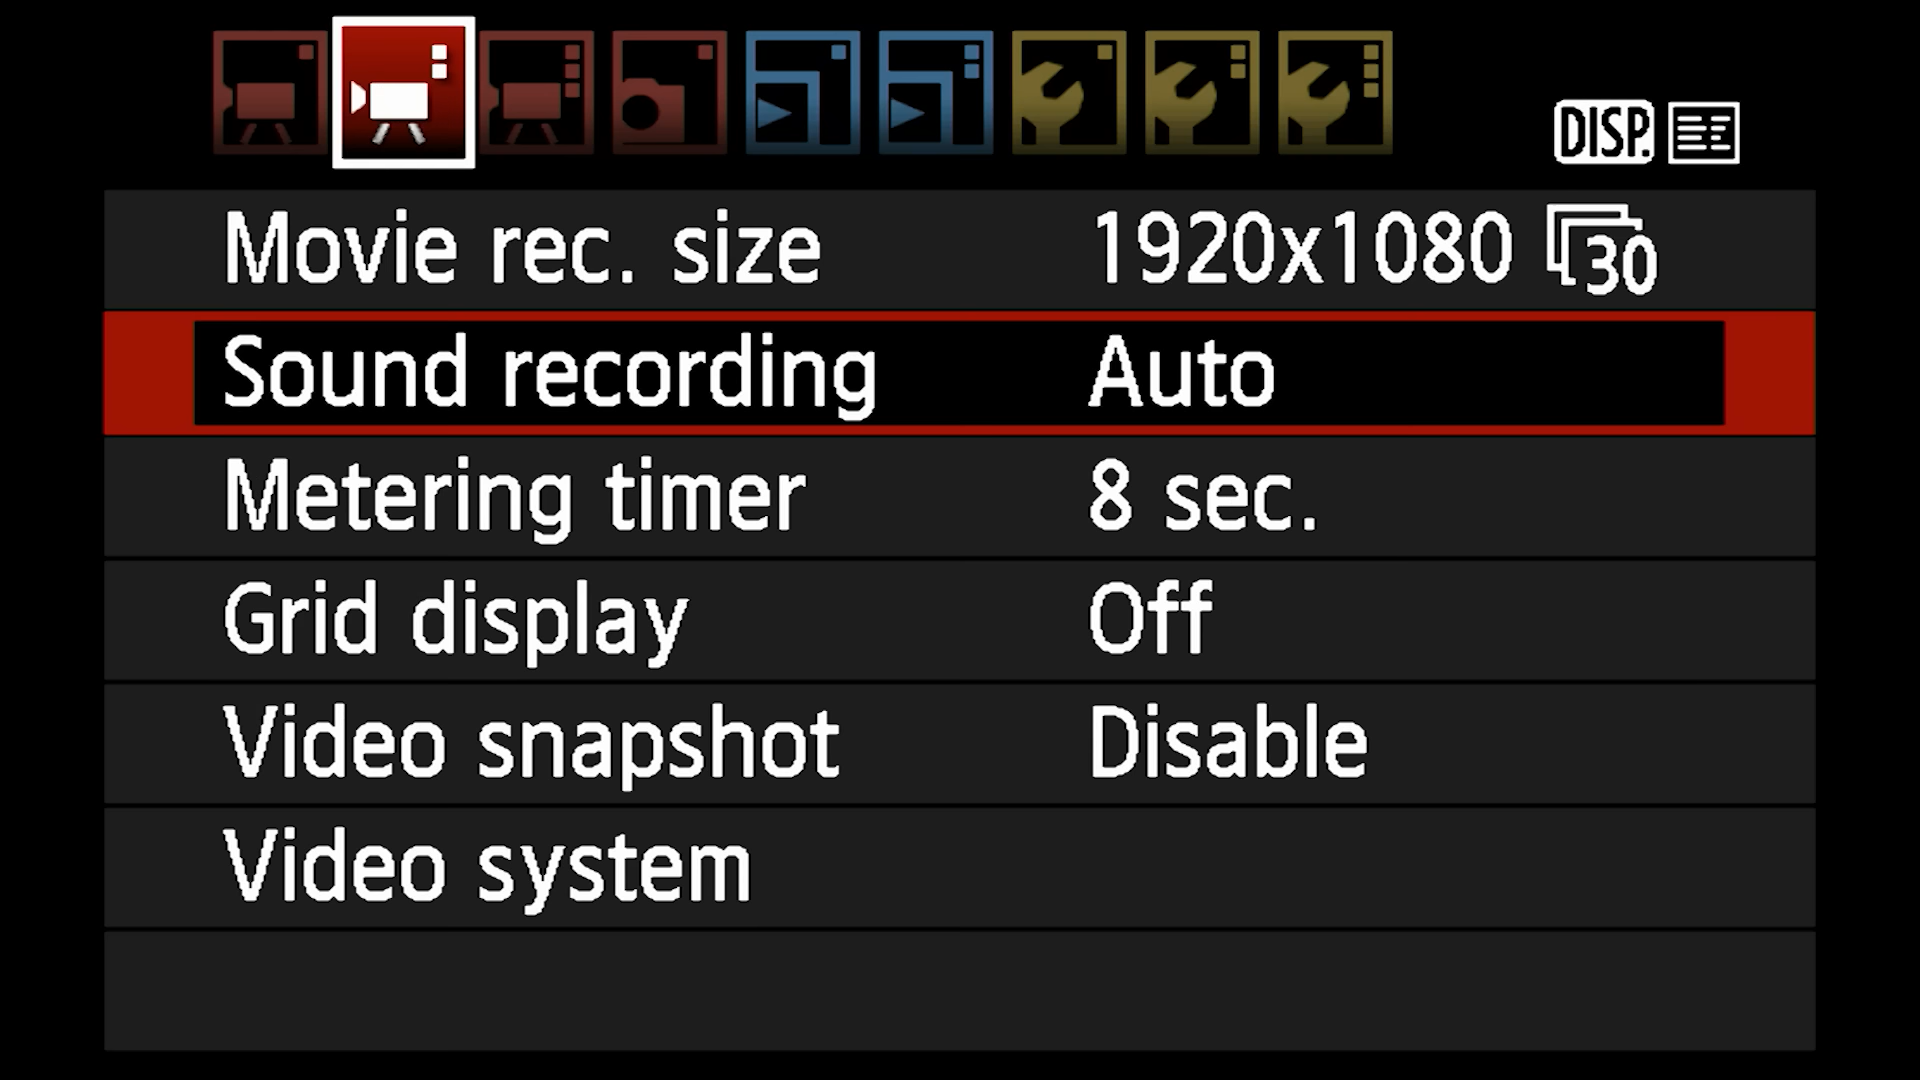 DISP.
Movie rec. size 1920x1080 30
Sound recording Auto
Metering timer 8 sec.
Grid display Off
Video snapshot Disable
Video system